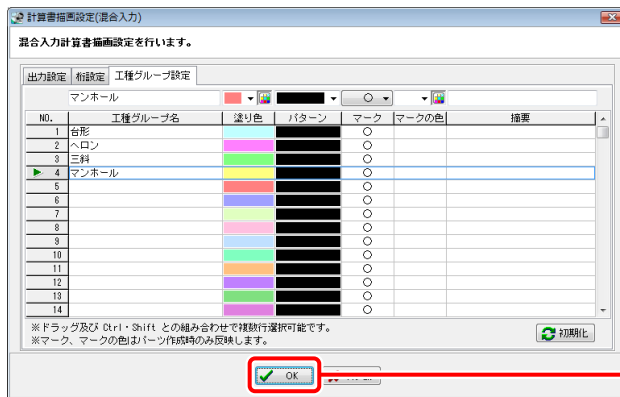 計算書描画設定(混合入力)
混合入力計算書描画設定を行います。
出力設定 桁設定 工種グループ設定
マンホール ○
NO. 工種グループ名 塗り色 パターン マーク マークの色 摘要
1 台形 ○
2 ヘロン ○
3 三斜 ○
4 マンホール ○
5 ○
6 ○
7 ○
8 ○
9 ○
10 ○
11 ○
12 ○
13 ○
14 ○
※ドラッグ及び Ctrl・Shift との組み合わせで複数行選択可能です。
※マーク、マークの色はパーツ作成時のみ反映します。
初期化
OK